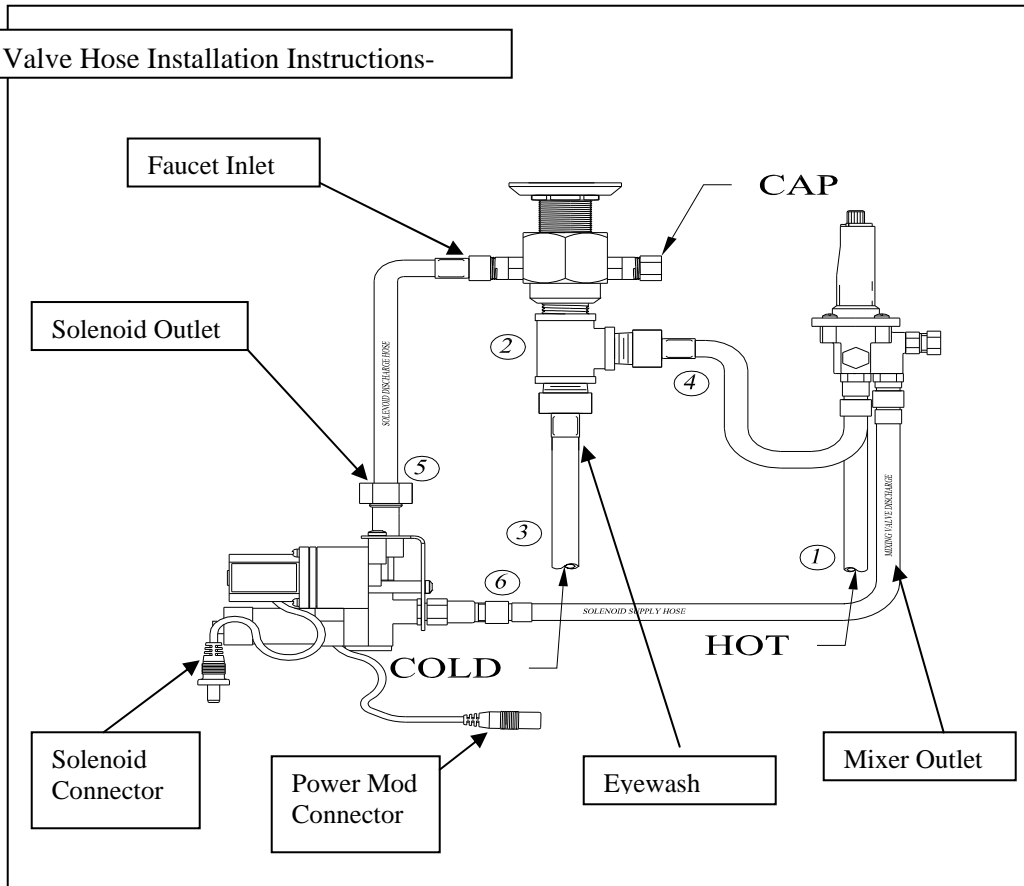 Valve Hose Installation Instructions-
Faucet Inlet
CAP
Solenoid Outlet
SOLENOID DISCHARGE HOSE
2
4
5
3
1
MIXING VALVE DISCHARGE
6
SOLENOID SUPPLY HOSE
HOT
COLD
Solenoid
Connector
Power Mod
Connector
Eyewash
Mixer Outlet